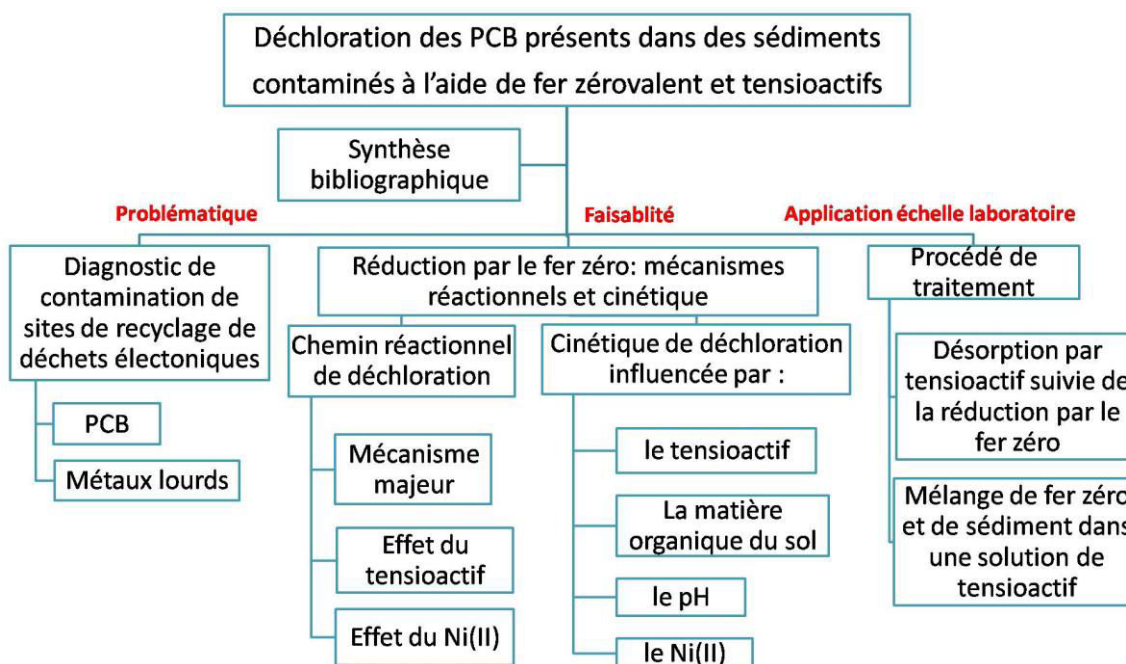 Déchloration des PCB présents dans des sédiments
contaminés à l'aide de fer zérovalent et tensioactifs
Synthèse
bibliographique
Problématique
Faisablité
Application échelle laboratoire
Diagnostic de
contamination de
sites de recyclage de
déchets électoniques
PCB
Métaux lourds
Réduction par le fer zéro: mécanismes
réactionnels et cinétique
Chemin réactionnel
de déchloration
Mécanisme
majeur
Effet du
tensioactif
Effet du Ni(II)
Cinétique de déchloration
influencée par :
le tensioactif
La matière
organique du sol
le pH
le Ni(II)
Procédé de
traitement
Désorption par
tensioactif suivie de
la réduction par le
fer zéro
Mélange de fer zéro
et de sédiment dans
une solution de
tensioactif